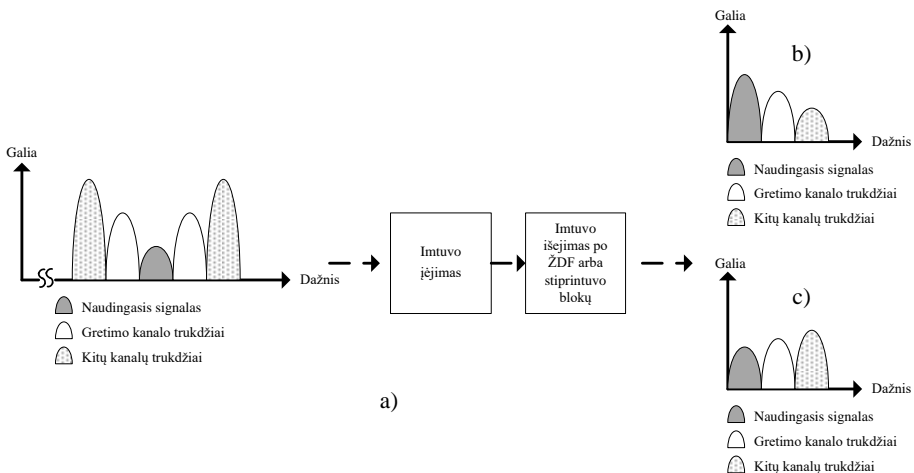 Galia
Dažnis
Naudingasis signalas
Gretimo kanalo trukdžiai
Kitų kanalų trukdžiai
Imtuvo
įėjimas
Imtuvo
išejimas po
ŽDF arba
stiprintuvo
blokų
a)
Galia
b)
Dažnis
Naudingasis signalas
Gretimo kanalo trukdžiai
Kitų kanalų trukdžiai
Galia
c)
Dažnis
Naudingasis signalas
Gretimo kanalo trukdžiai
Kitų kanalų trukdžiai